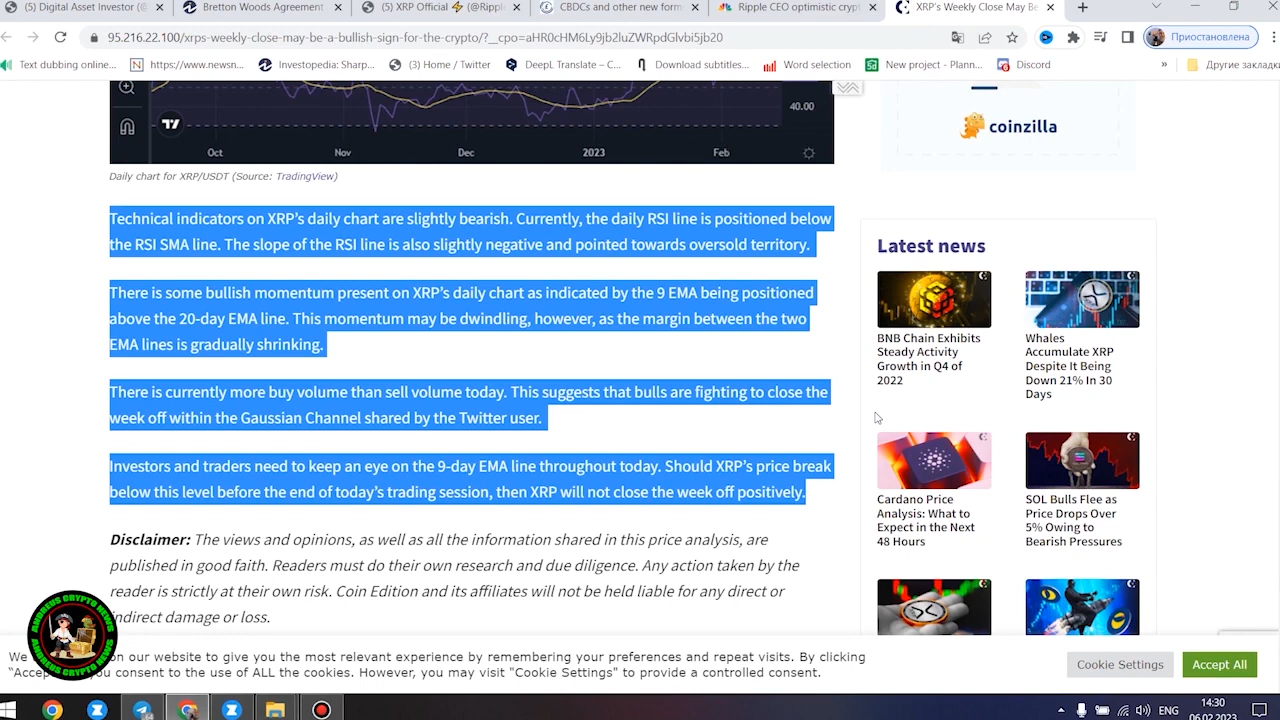 (5) Digital Asset Investor (@
Bretton Woods Agreement
(5) XRP Official ⚡ (@Ripple
CBDCs and other new form
Ripple CEO optimistic crypt
XRP's Weekly Close May Be
95.216.22.100/xrps-weekly-close-may-be-a-bullish-sign-for-the-crypto/?__cpo=aHR0cHM6Ly9jb2luZWRpdGlvbi5jb20
Приостановлена
Text dubbing online...
https://www.newsn...
Investopedia: Sharp...
(3) Home / Twitter
DeepL Translate – C...
Download subtitles...
Word selection
New project - Plann...
Discord
»
Другие закладки
40.00
Oct
Nov
Dec
2023
Feb
Daily chart for XRP/USDT (Source: TradingView)
Technical indicators on XRP's daily chart are slightly bearish. Currently, the daily RSI line is positioned below
the RSI SMA line. The slope of the RSI line is also slightly negative and pointed towards oversold territory.
There is some bullish momentum present on XRP's daily chart as indicated by the 9 EMA being positioned
above the 20-day EMA line. This momentum may be dwindling, however, as the margin between the two
EMA lines is gradually shrinking.
There is currently more buy volume than sell volume today. This suggests that bulls are fighting to close the
week off within the Gaussian Channel shared by the Twitter user.
Investors and traders need to keep an eye on the 9-day EMA line throughout today. Should XRP's price break
below this level before the end of today's trading session, then XRP will not close the week off positively.
Disclaimer: The views and opinions, as well as all the information shared in this price analysis, are
published in good faith. Readers must do their own research and due diligence. Any action taken by the
reader is strictly at their own risk. Coin Edition and its affiliates will not be held liable for any direct or
indirect damage or loss.
coinzilla
Latest news
BNB Chain Exhibits
Steady Activity
Growth in Q4 of
2022
Whales
Accumulate XRP
Despite It Being
Down 21% In 30
Days
Cardano Price
Analysis: What to
Expect in the Next
48 Hours
SOL Bulls Flee as
Price Drops Over
5% Owing to
Bearish Pressures
ANDREUS CRYPTO NEWS
ANDREUS CRYPTO NEWS
We on our website to give you the most relevant experience by remembering your preferences and repeat visits. By clicking
"Accep you consent to the use of ALL the cookies. However, you may visit "Cookie Settings" to provide a controlled consent.
Cookie Settings
Accept All
ENG
14:30
06.02.2023